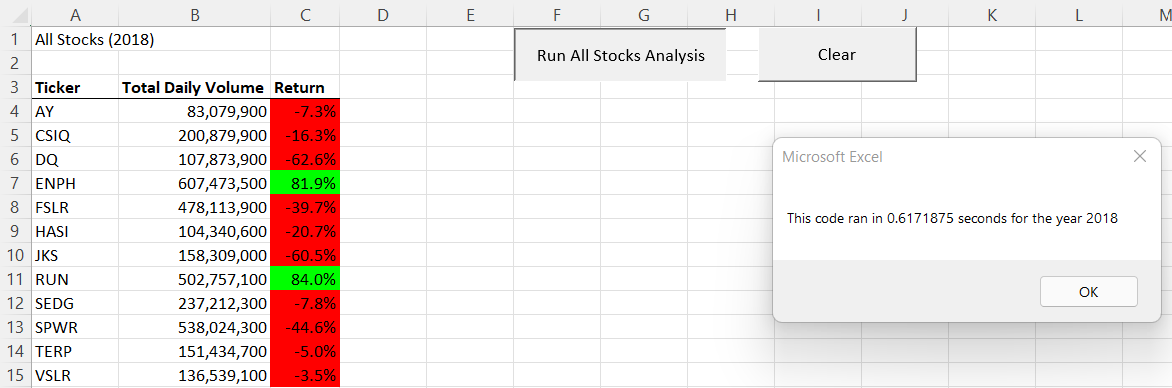 A B C D E F G H I J K L M
1 All Stocks (2018)
Run All Stocks Analysis
Clear
2
3 Ticker Total Daily Volume Return
4 AY 83,079,900 -7.3%
5 CSIQ 200,879,900 -16.3%
6 DQ 107,873,900 -62.6%
7 ENPH 607,473,500 81.9%
8 FSLR 478,113,900 -39.7%
9 HASI 104,340,600 -20.7%
10 JKS 158,309,000 -60.5%
11 RUN 502,757,100 84.0%
12 SEDG 237,212,300 -7.8%
13 SPWR 538,024,300 -44.6%
14 TERP 151,434,700 -5.0%
15 VSLR 136,539,100 -3.5%
Microsoft Excel
This code ran in 0.6171875 seconds for the year 2018
OK